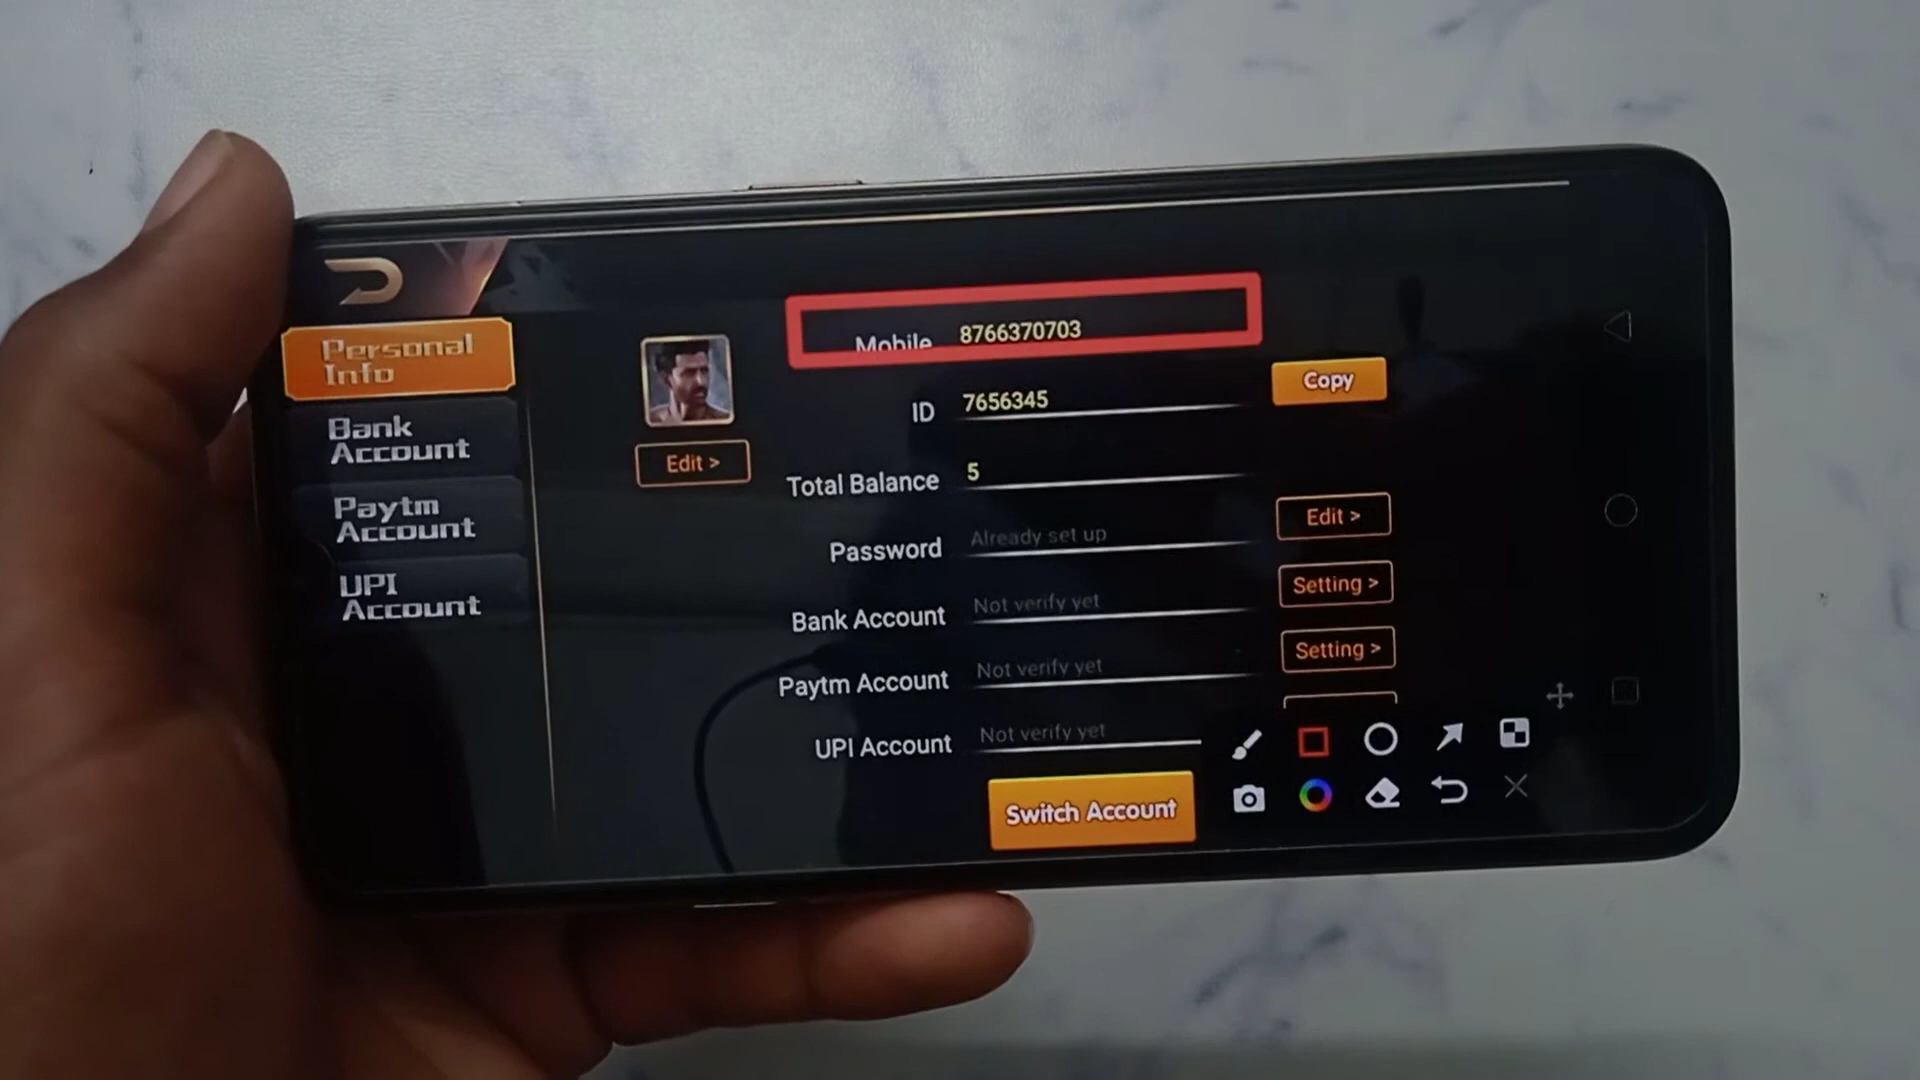 Personal
Info
Bank
Account
Paytm
Account
UPI
Account
Edit >
Mobile 8766370703
ID 7656345 Copy
Total Balance 5
Password Already set up Edit >
Bank Account Not verify yet Setting >
Paytm Account Not verify yet Setting >
UPI Account Not verify yet
Switch Account